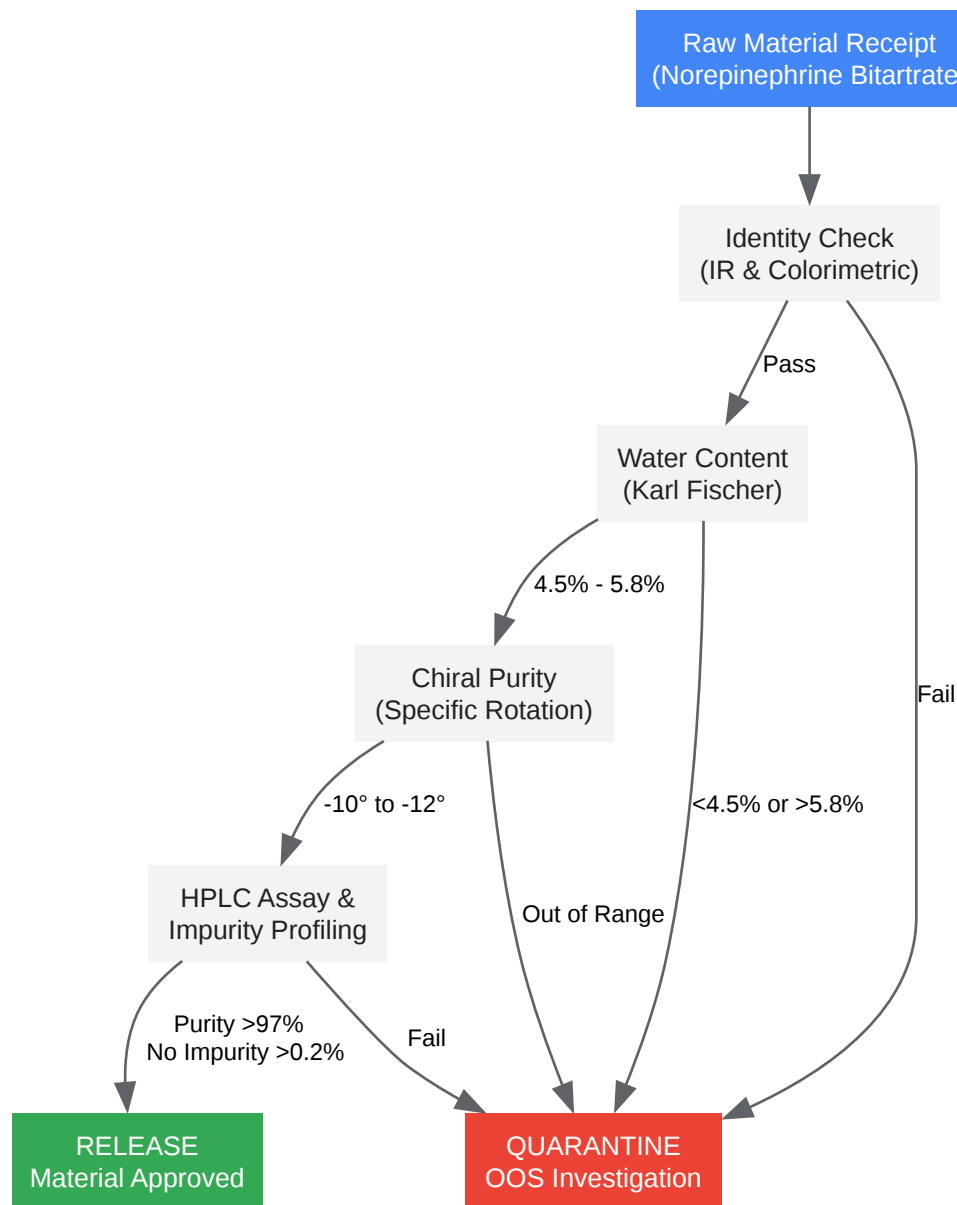 Raw Material Receipt
(Norepinephrine Bitartrate
Identity Check
(IR & Colorimetric)
Pass
Water Content
(Karl Fischer)
4.5% - 5.8%
Chiral Purity
(Specific Rotation)
Fail
-10° to -12°
<4.5% or >5.8%
HPLC Assay &
Impurity Profiling
Out of Range
Purity >97%
No Impurity >0.2%
Fail
RELEASE
Material Approved
QUARANTINE
OOS Investigation